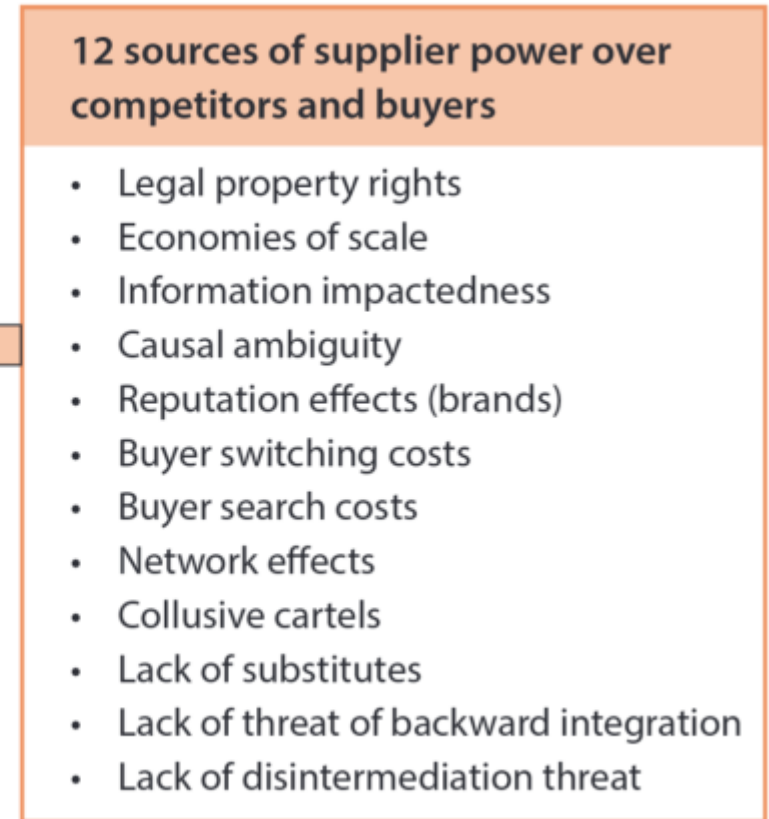 12 sources of supplier power over
competitors and buyers
• Legal property rights
• Economies of scale
• Information impactedness
• Causal ambiguity
• Reputation effects (brands)
• Buyer switching costs
• Buyer search costs
• Network effects
• Collusive cartels
• Lack of substitutes
• Lack of threat of backward integration
• Lack of disintermediation threat